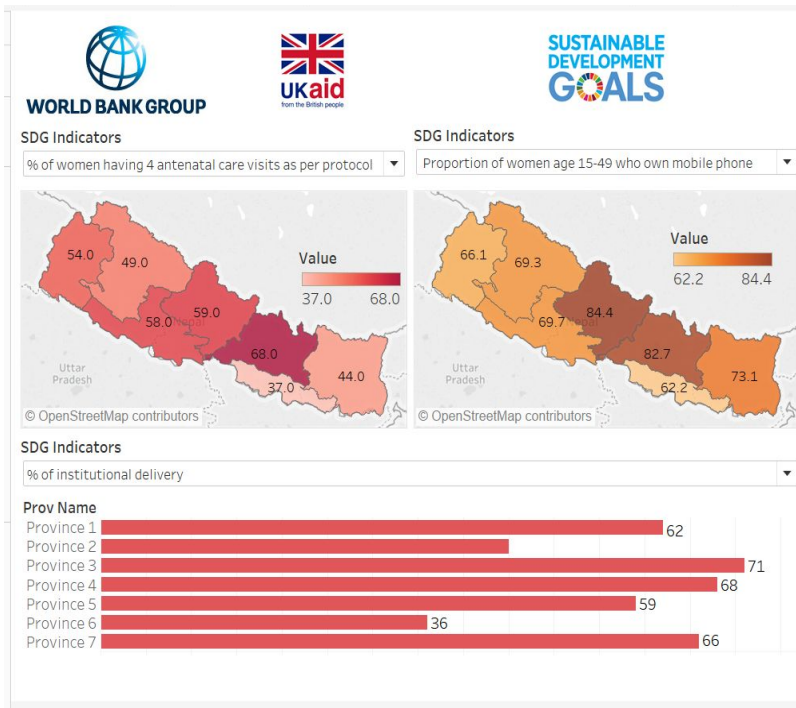 WORLD BANK GROUP
UKaid
from the British people
SUSTAINABLE
DEVELOPMENT
GOALS
SDG Indicators
% of women having 4 antenatal care visits as per protocol
SDG Indicators
Proportion of women age 15-49 who own mobile phone
54.0
49.0
58.0
59.0
68.0
37.0
44.0
Value
37.0 68.0
Nepal
Uttar
Pradesh
© OpenStreetMap contributors
66.1
69.3
69.7
84.4
82.7
62.2
73.1
Value
62.2 84.4
Uttar
Pradesh
© OpenStreetMap contributors
SDG Indicators
% of institutional delivery
Prov Name
Province 1 62
Province 2
Province 3 71
Province 4 68
Province 5 59
Province 6 36
Province 7 66